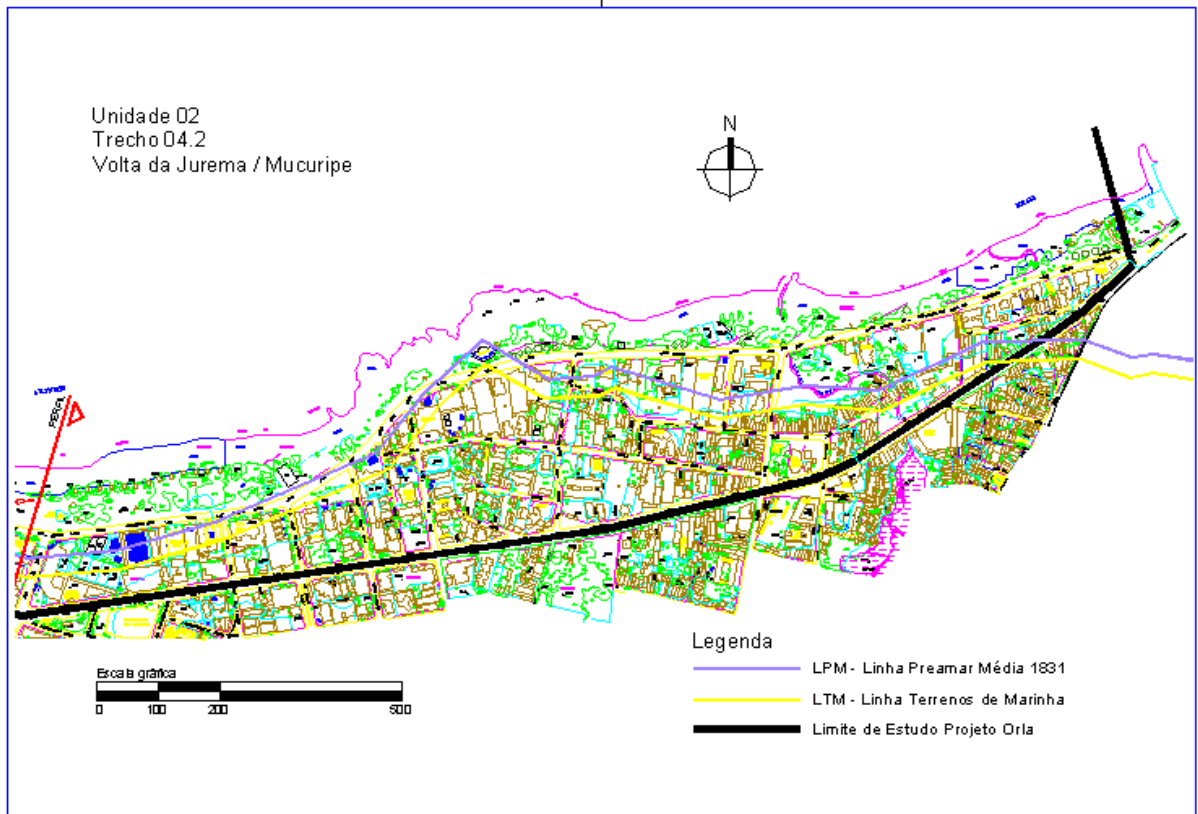 Unidade 02
Trecho 04.2
Volta da Jurema / Mucuripe
N
PERFIL
Legenda
LPM - Linha Preamar Média 1831
LTM - Linha Terrenos de Marinha
Limite de Estudo Projeto Orla
Escala gráfica
0 100 200 500